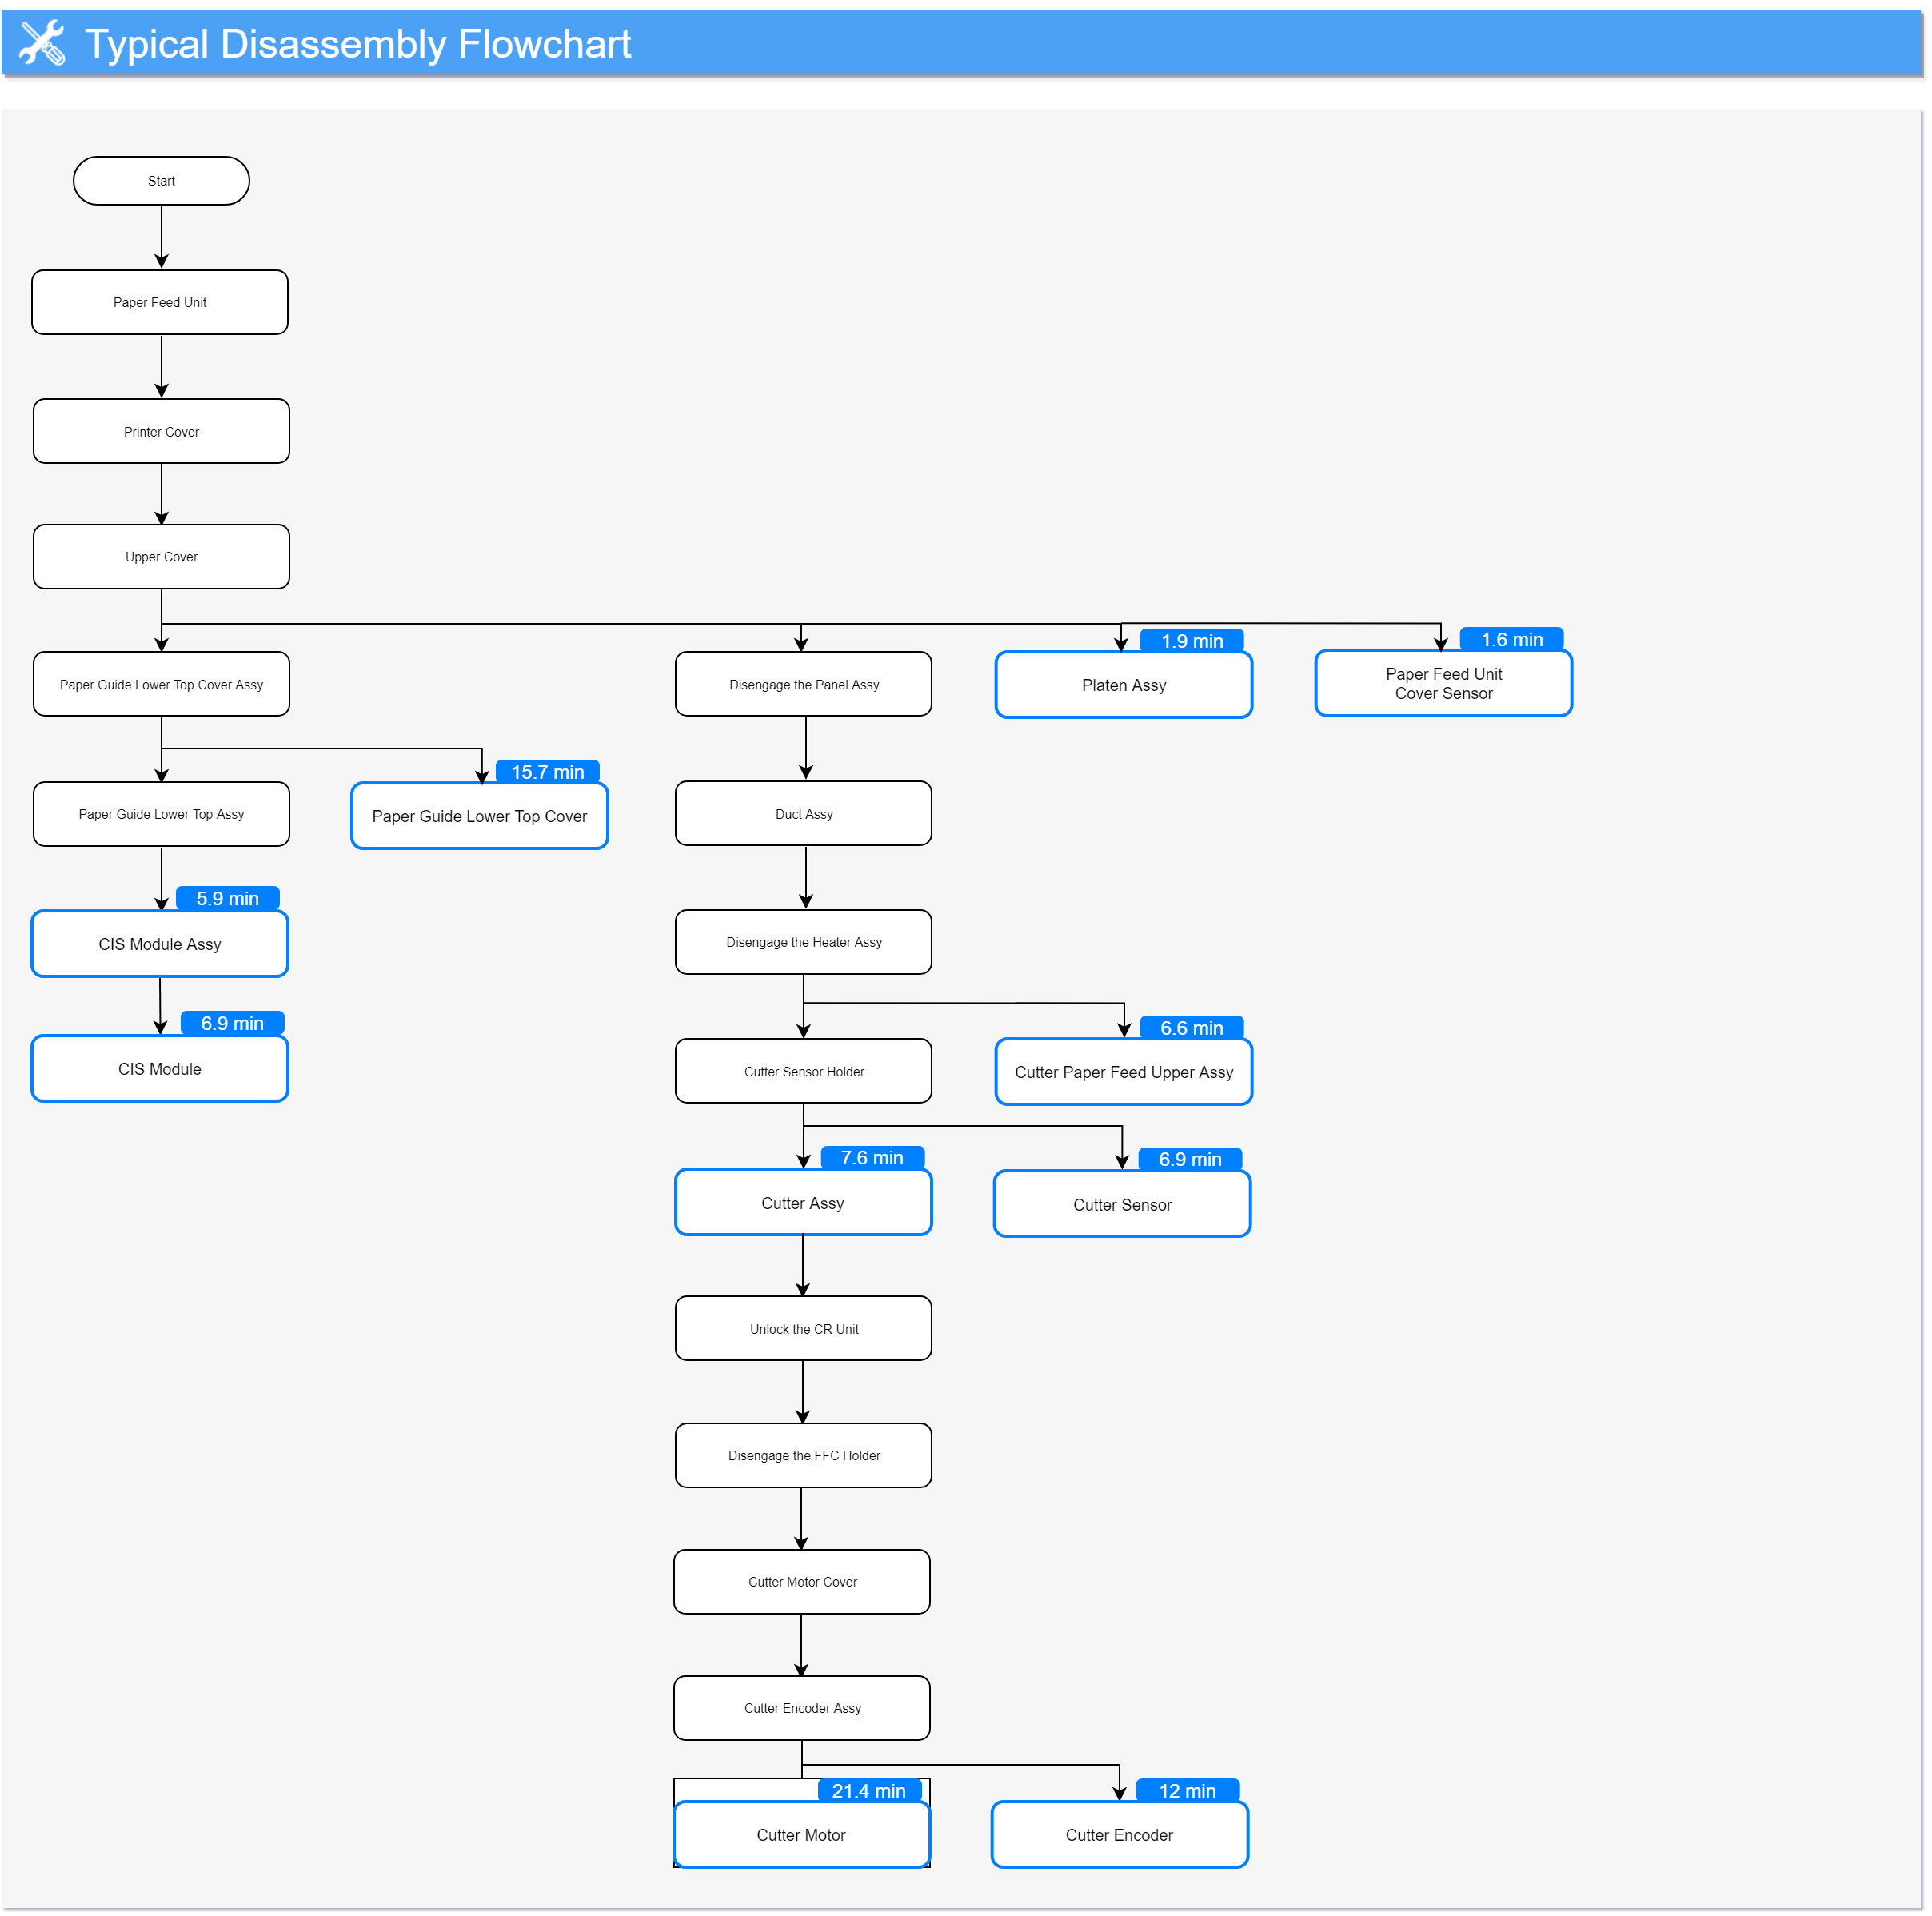 Typical Disassembly Flowchart
Start
Paper Feed Unit
Printer Cover
Upper Cover
Paper Guide Lower Top Cover Assy
Disengage the Panel Assy
1.9 min
Platen Assy
1.6 min
Paper Feed Unit
Cover Sensor
Paper Guide Lower Top Assy
15.7 min
Paper Guide Lower Top Cover
Duct Assy
5.9 min
CIS Module Assy
Disengage the Heater Assy
6.9 min
CIS Module
Cutter Sensor Holder
6.6 min
Cutter Paper Feed Upper Assy
7.6 min
Cutter Assy
6.9 min
Cutter Sensor
Unlock the CR Unit
Disengage the FFC Holder
Cutter Motor Cover
Cutter Encoder Assy
21.4 min
Cutter Motor
12 min
Cutter Encoder